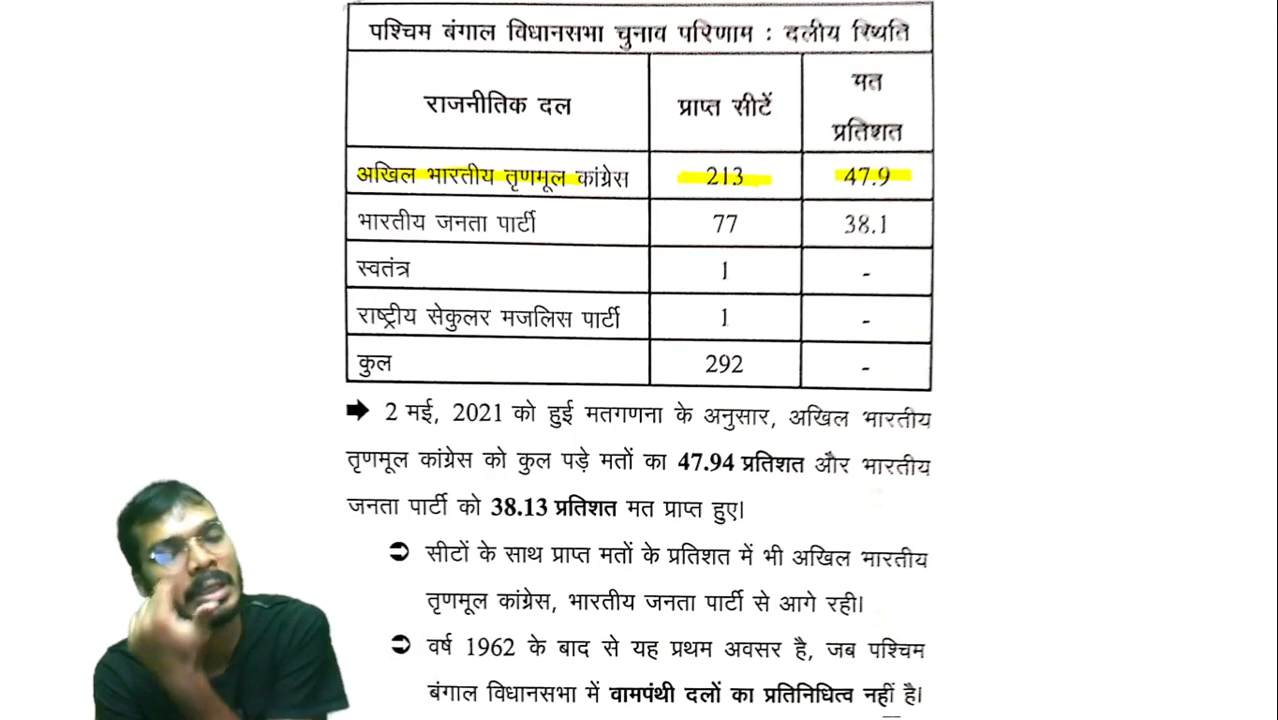 पश्चिम बंगाल विधानसभा चुनाव परिणाम : दलीय स्थिति
राजनीतिक दल प्राप्त सीटें मत प्रतिशत
अखिल भारतीय तृणमूल कांग्रेस 213 47.9
भारतीय जनता पार्टी 77 38.1
स्वतंत्र 1 -
राष्ट्रीय सेकुलर मजलिस पार्टी 1 -
कुल 292 -
➡ 2 मई, 2021 को हुई मतगणना के अनुसार, अखिल भारतीय
तृणमूल कांग्रेस को कुल पड़े मतों का 47.94 प्रतिशत और भारतीय
जनता पार्टी को 38.13 प्रतिशत मत प्राप्त हुए।
➲ सीटों के साथ प्राप्त मतों के प्रतिशत में भी अखिल भारतीय
तृणमूल कांग्रेस, भारतीय जनता पार्टी से आगे रही।
➲ वर्ष 1962 के बाद से यह प्रथम अवसर है, जब पश्चिम
बंगाल विधानसभा में वामपंथी दलों का प्रतिनिधित्व नहीं है।